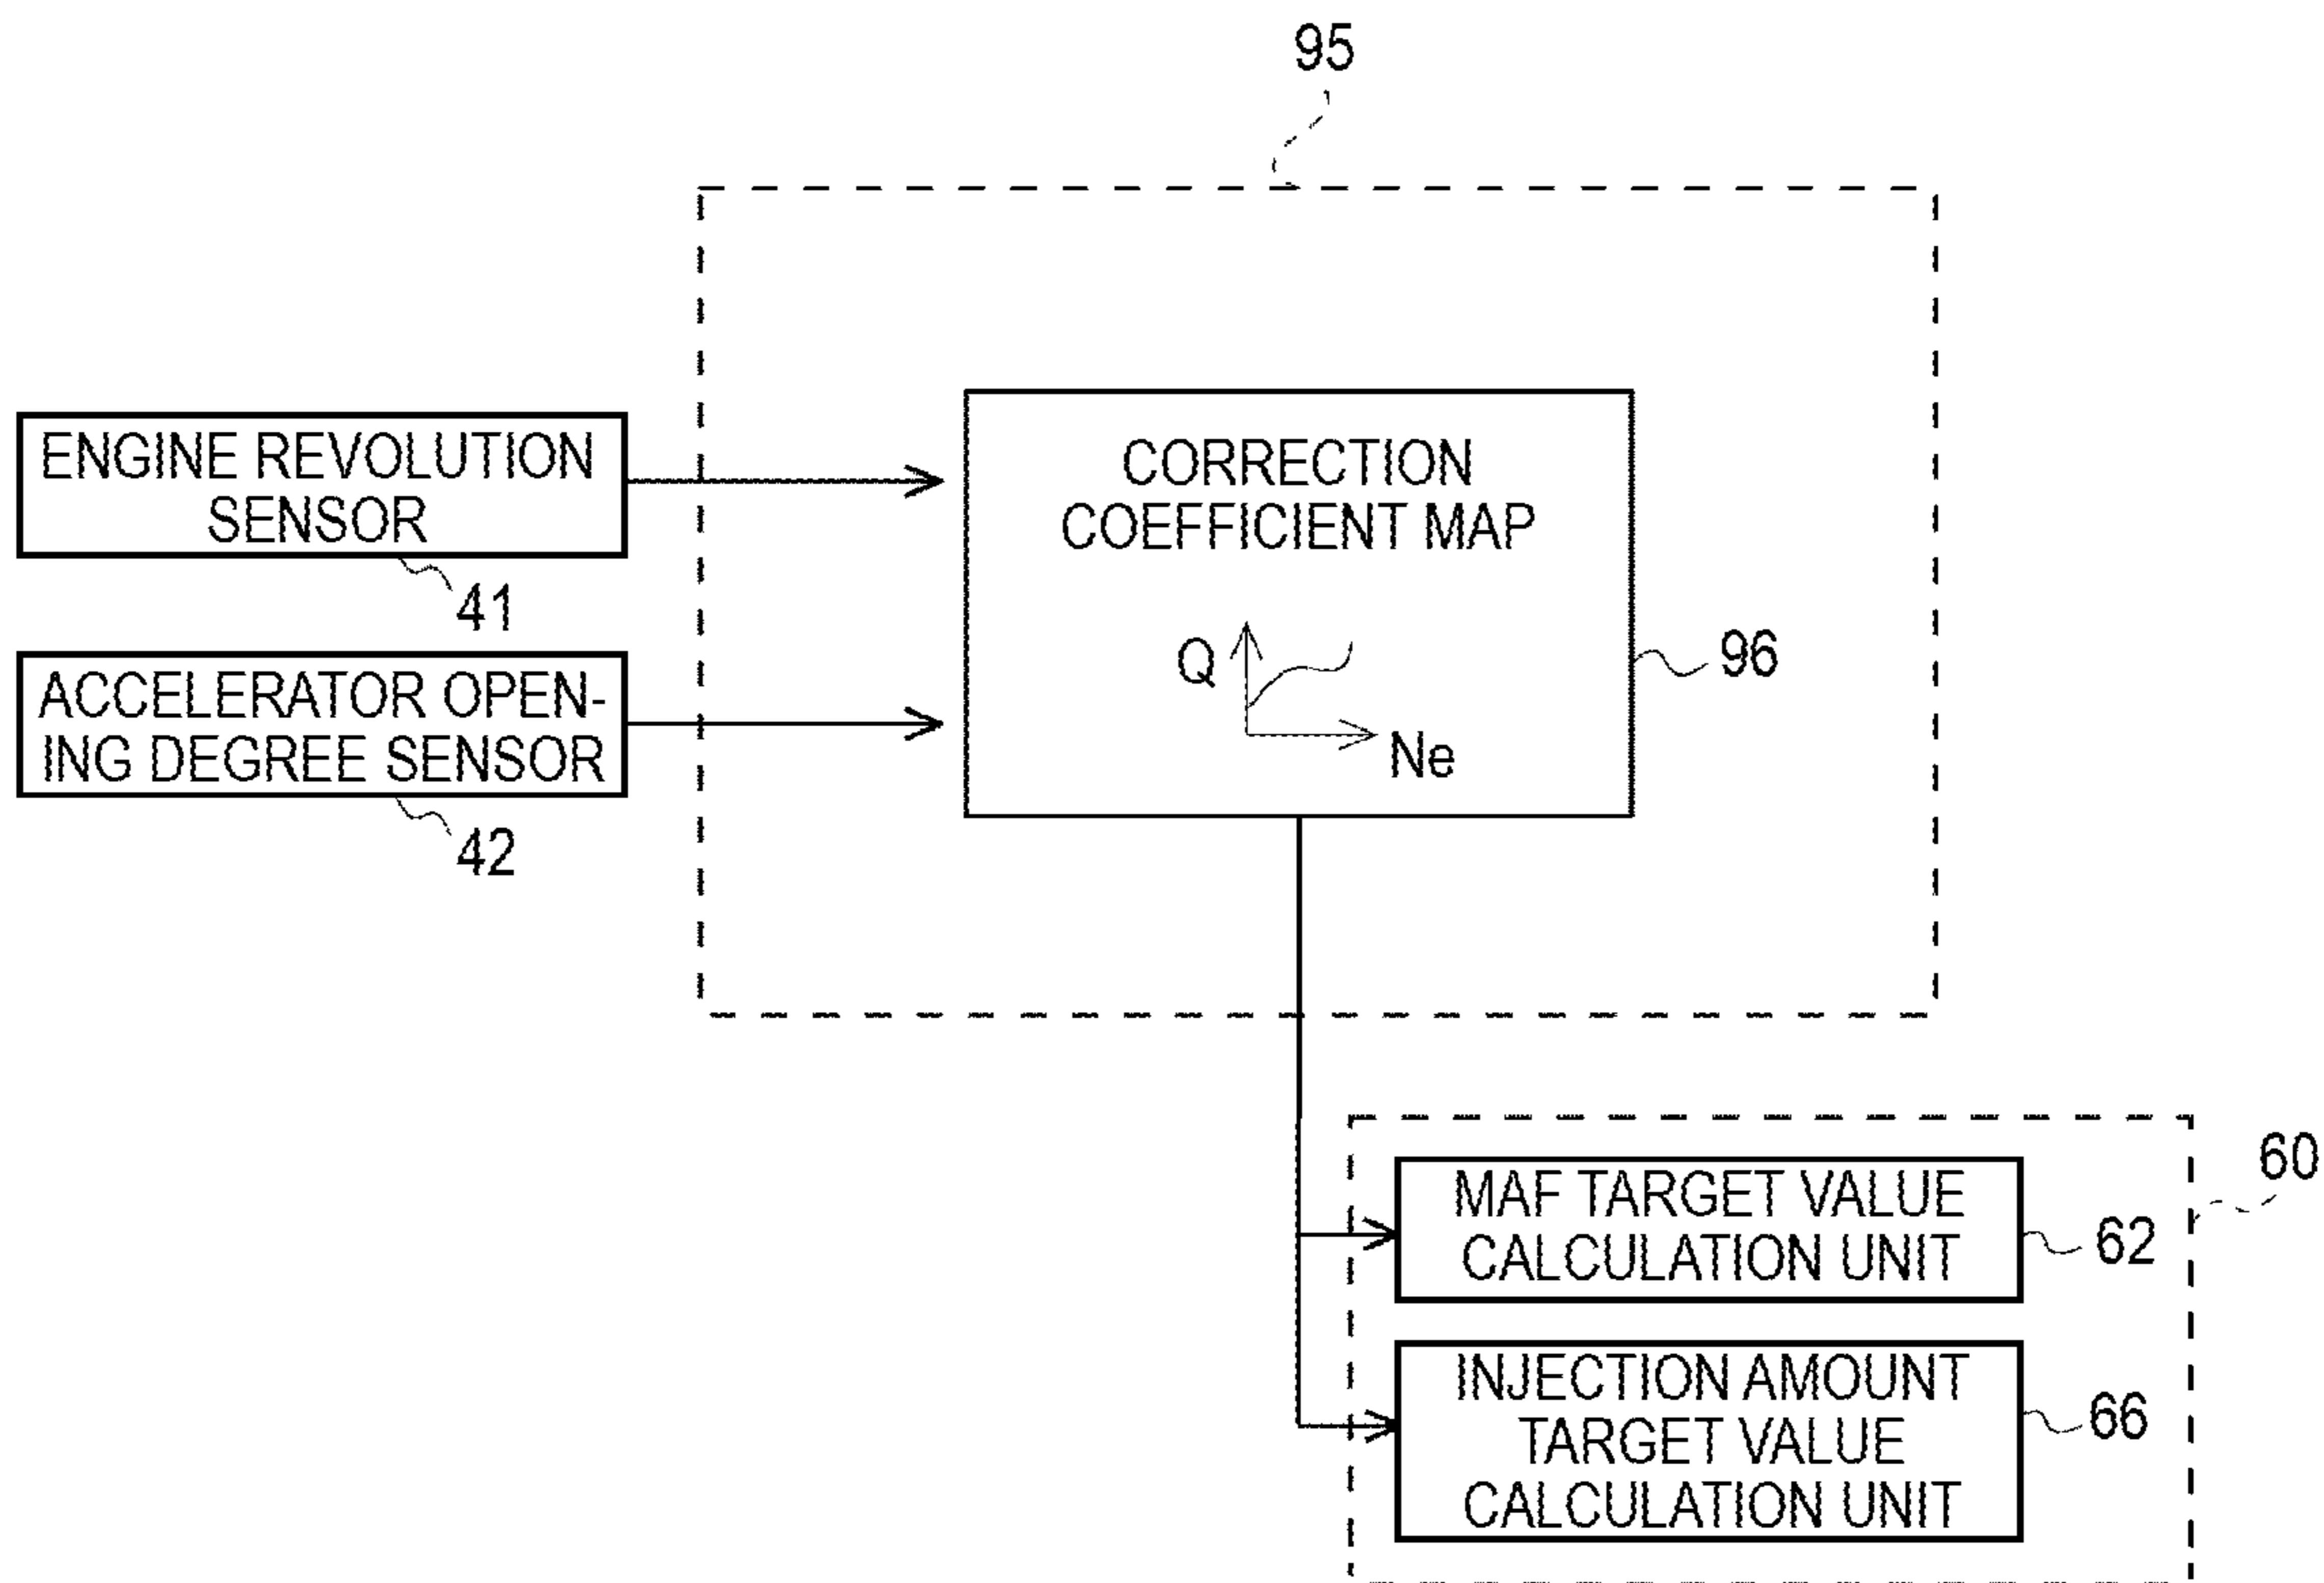 95
ENGINE REVOLUTION
SENSOR
41
ACCELERATOR OPEN-
ING DEGREE SENSOR
42
CORRECTION
COEFFICIENT MAP
Q
Ne
96
60
MAF TARGET VALUE
CALCULATION UNIT
62
INJECTION AMOUNT
TARGET VALUE
CALCULATION UNIT
66